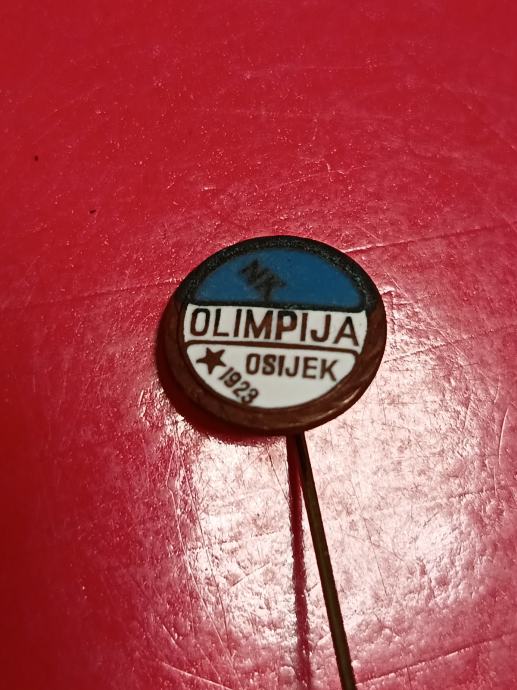 NK
OLIMPIJA
OSIJEK
1923